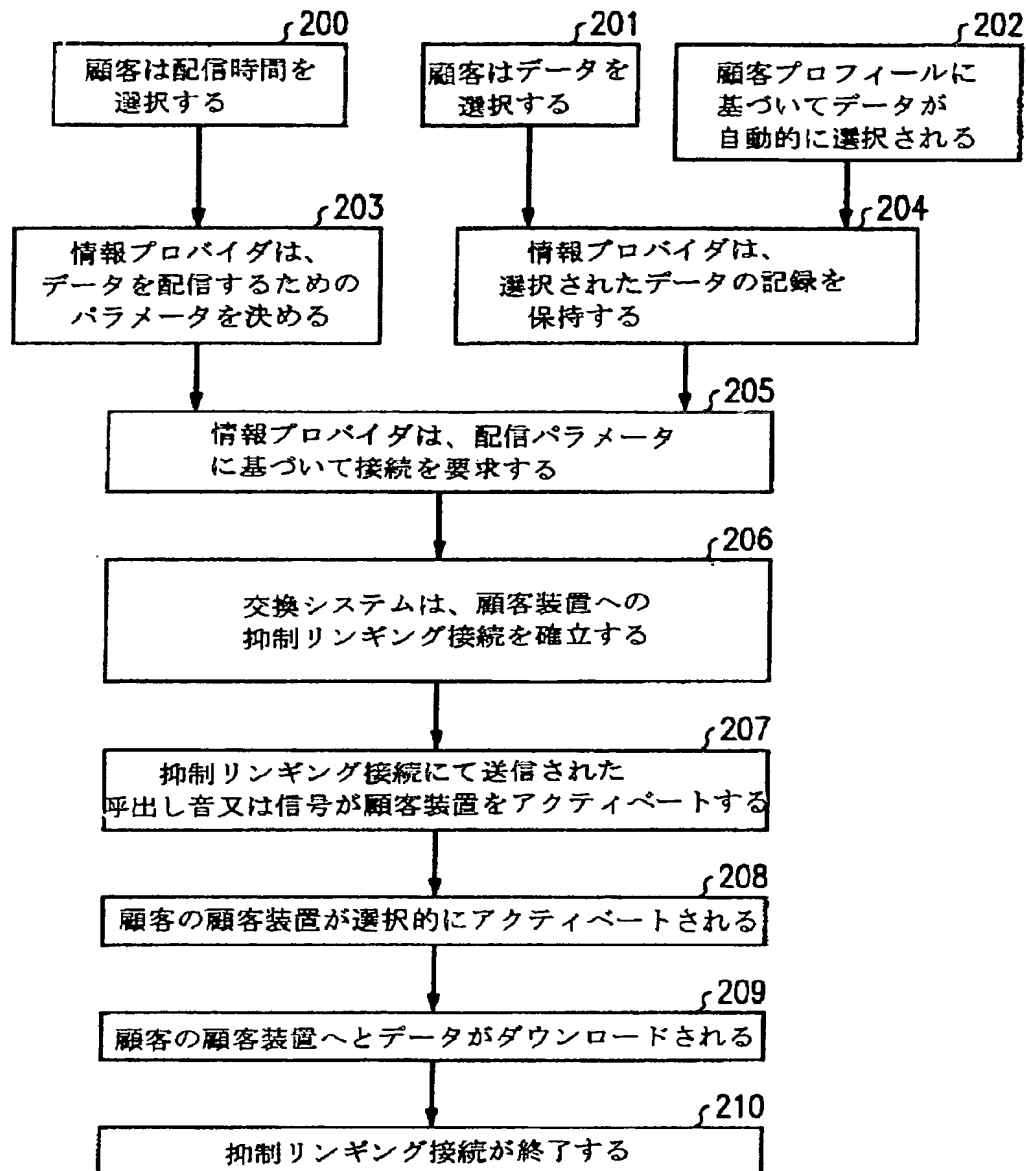 200
顧客は配信時間を
選択する
201
顧客はデータを
選択する
202
顧客プロフィールに
基づいてデータが
自動的に選択される
203
情報プロバイダは、
データを配信するための
パラメータを決める
204
情報プロバイダは、
選択されたデータの記録を
保持する
205
情報プロバイダは、配信パラメータ
に基づいて接続を要求する
206
交換システムは、顧客装置への
抑制リンギング接続を確立する
207
抑制リンギング接続にて送信された
呼出し音又は信号が顧客装置をアクティベートする
208
顧客の顧客装置が選択的にアクティベートされる
209
顧客の顧客装置へとデータがダウンロードされる
210
抑制リンギング接続が終了する